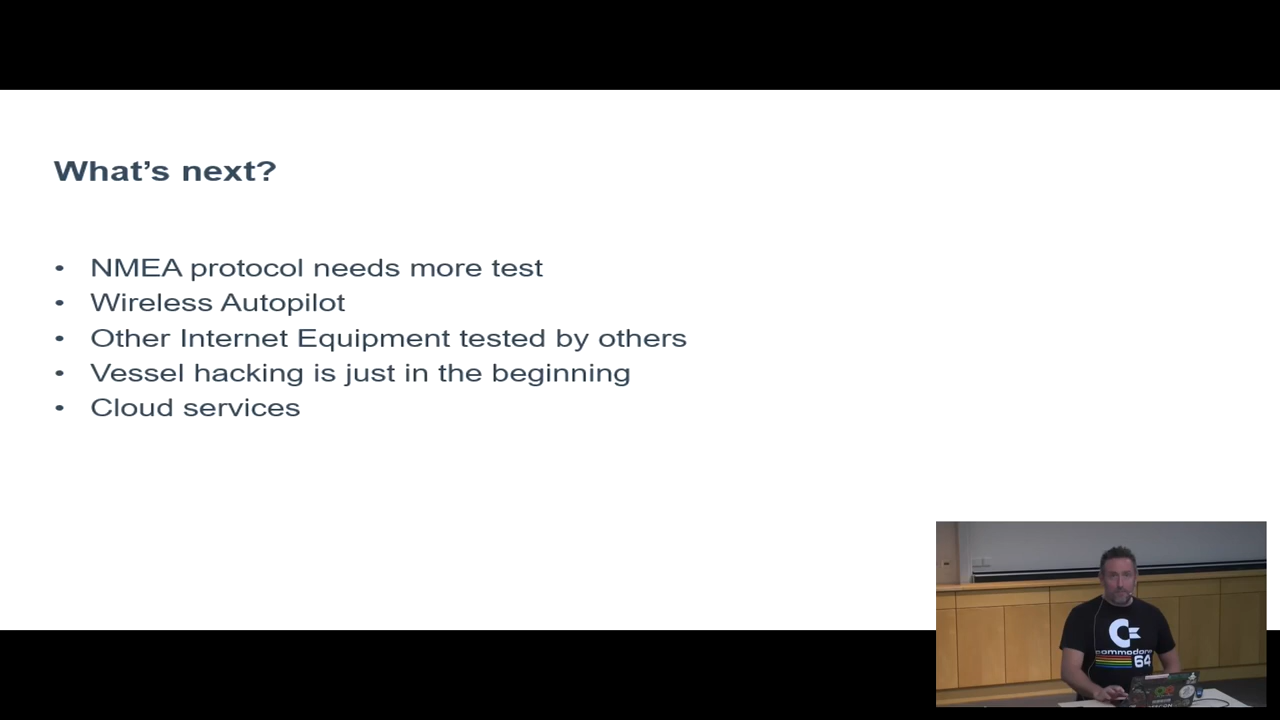 What's next?
• NMEA protocol needs more test
• Wireless Autopilot
• Other Internet Equipment tested by others
• Vessel hacking is just in the beginning
• Cloud services
commodore
64